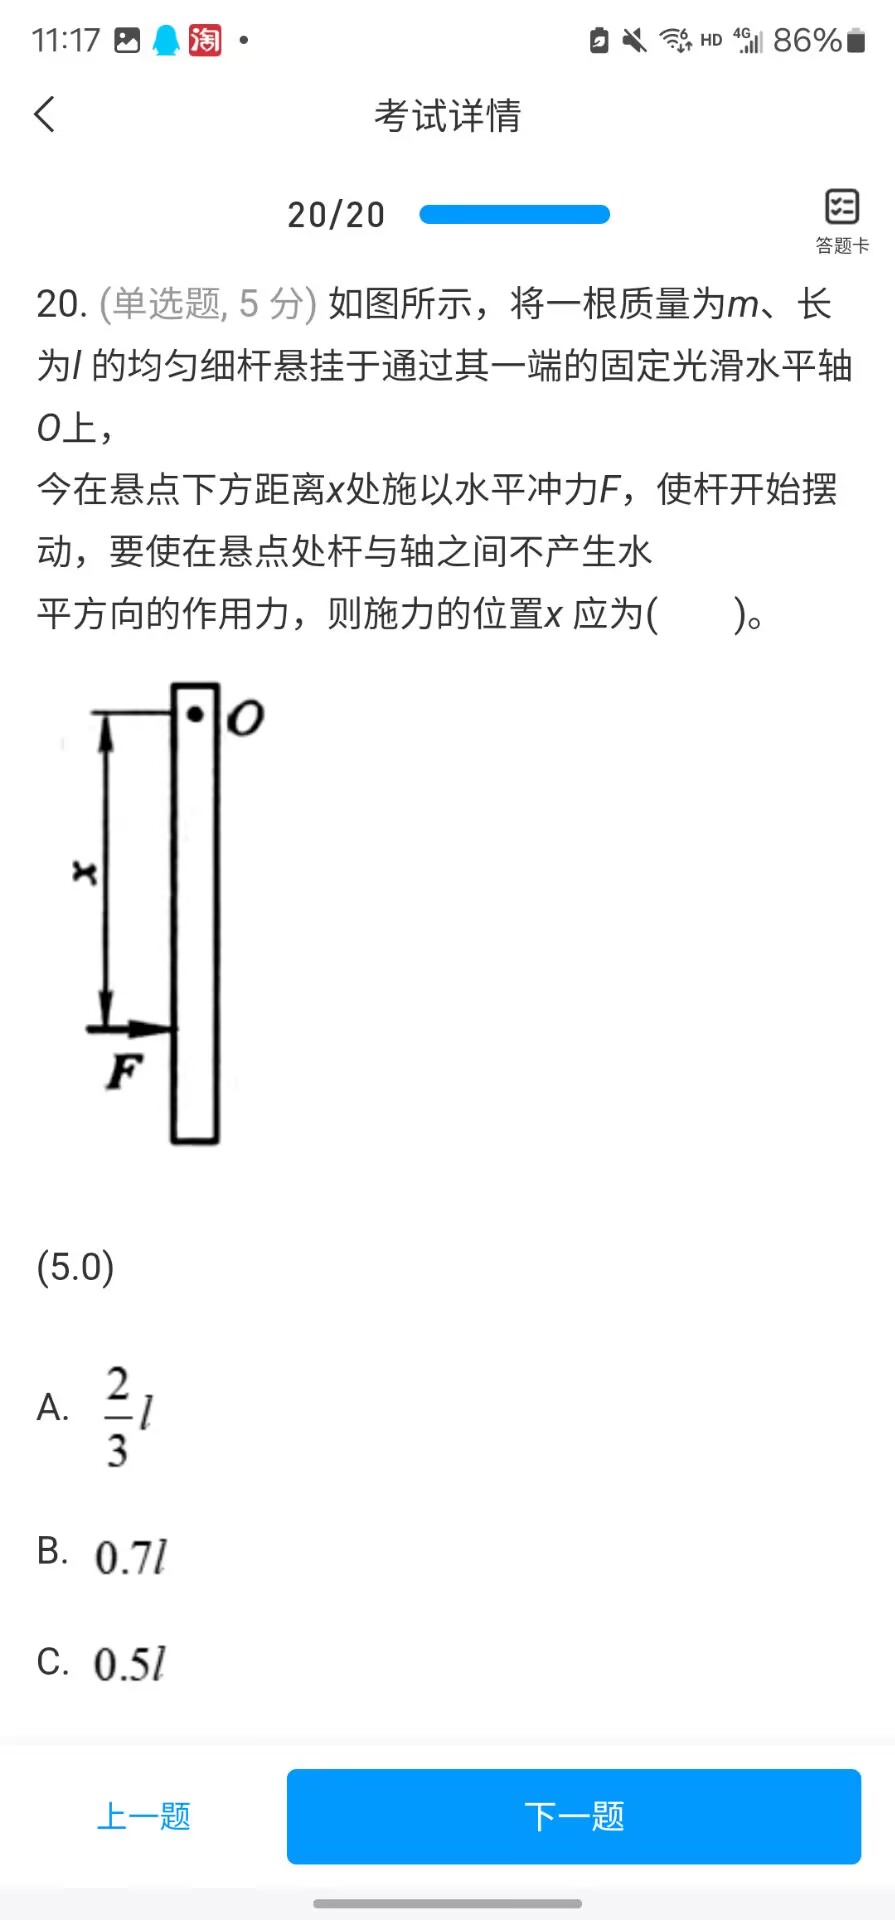 11:17 淘 HD 4G 86%
考试详情
20/20
答题卡
20. (单选题, 5 分) 如图所示，将一根质量为m、长
为l 的均匀细杆悬挂于通过其一端的固定光滑水平轴
O上，
今在悬点下方距离x处施以水平冲力F，使杆开始摆
动，要使在悬点处杆与轴之间不产生水
平方向的作用力，则施力的位置x 应为(　　)。
O
x
F
(5.0)
A. 2/3 l
B. 0.7l
C. 0.5l
上一题 下一题